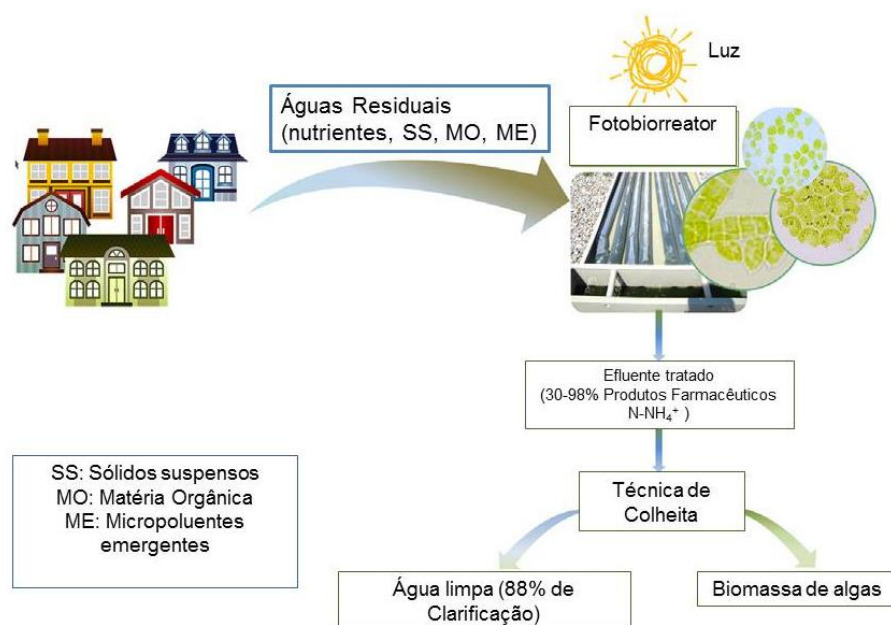 Luz
Águas Residuais
(nutrientes, SS, MO, ME)
Fotobiorreator
Efluente tratado
(30-98% Produtos Farmacêuticos
N-NH₄⁺ )
SS: Sólidos suspensos
MO: Matéria Orgânica
ME: Micropoluentes
emergentes
Técnica de
Colheita
Água limpa (88% de
Clarificação)
Biomassa de algas